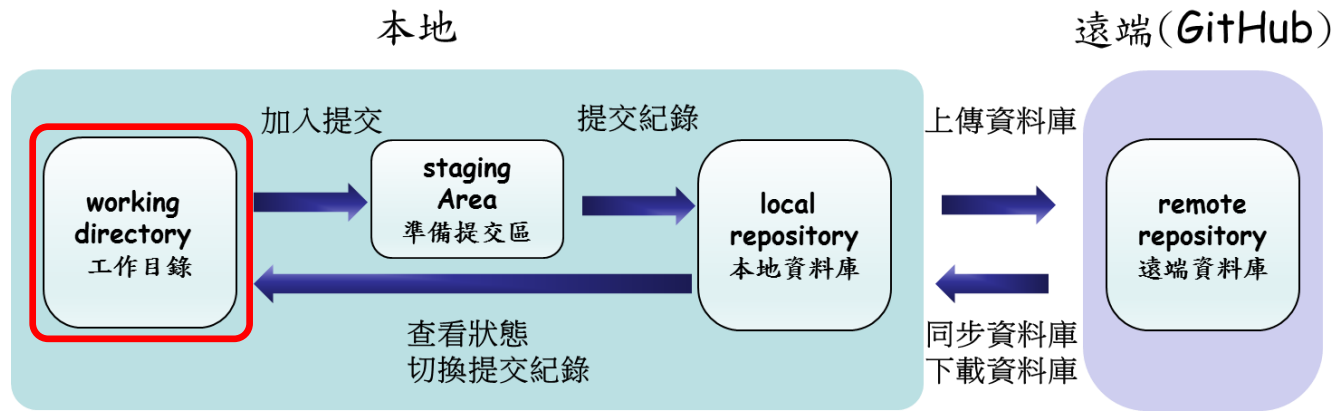 本地
遠端(GitHub)
加入提交
提交紀錄
上傳資料庫
working
directory
工作目錄
staging
Area
準備提交區
local
repository
本地資料庫
remote
repository
遠端資料庫
查看狀態
切換提交紀錄
同步資料庫
下載資料庫